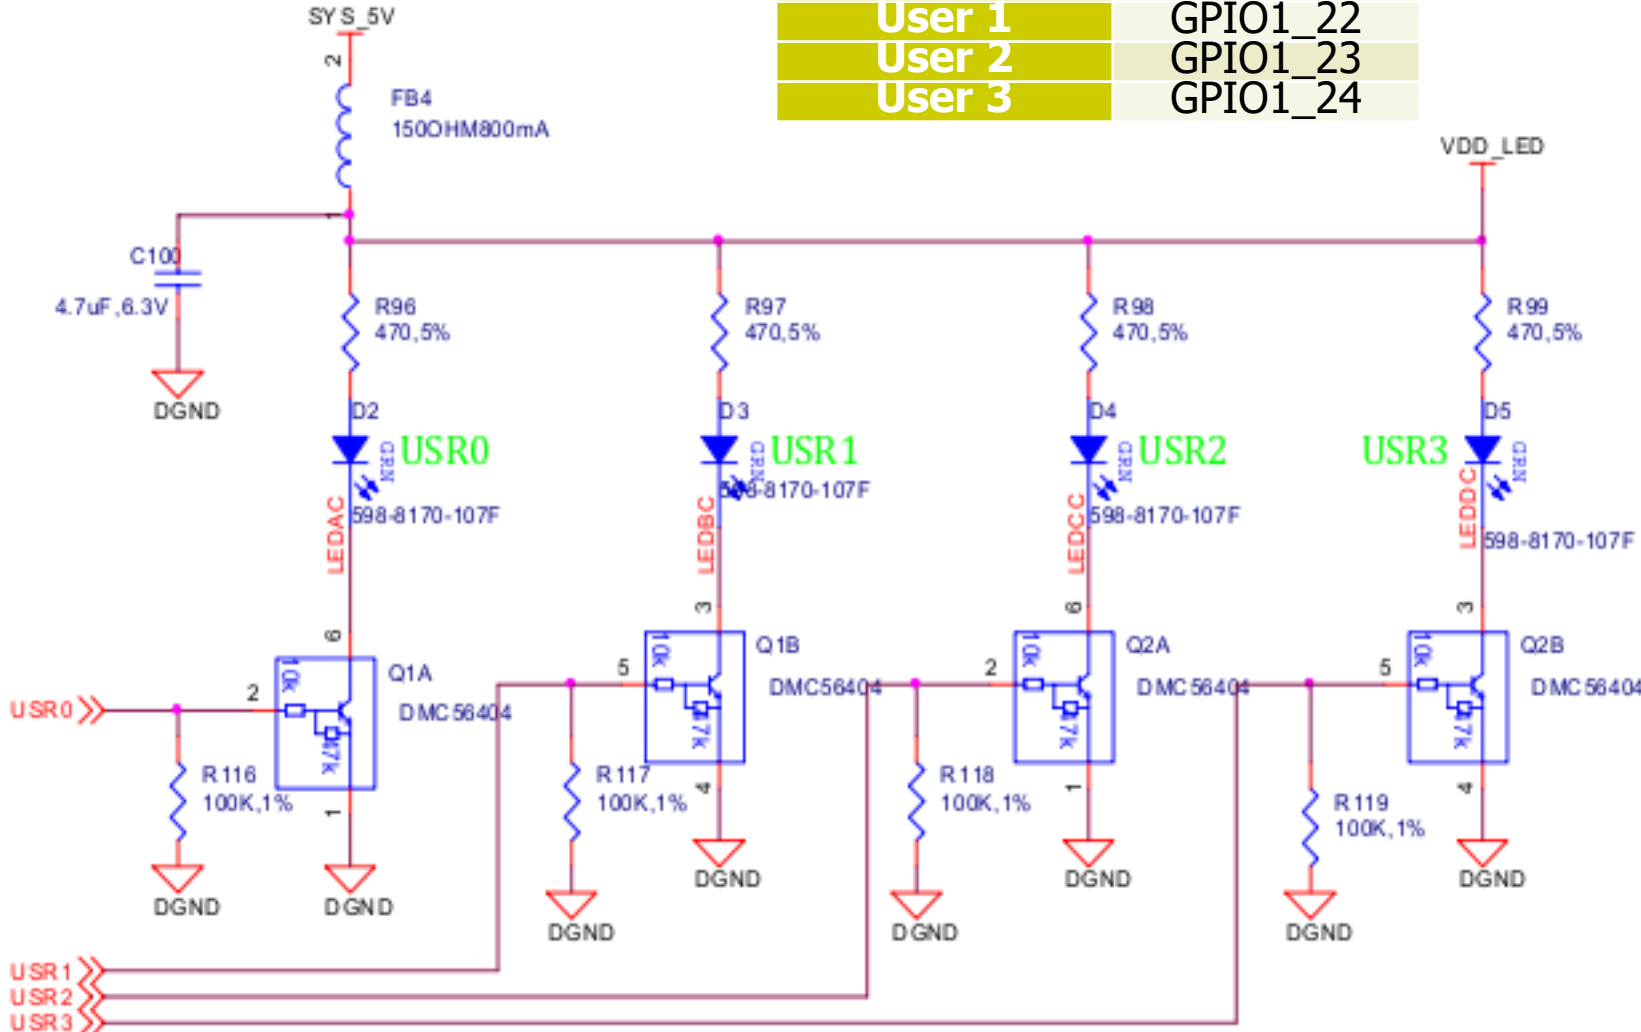 SYS_5V
User 1 GPIO1_22
User 2 GPIO1_23
User 3 GPIO1_24
2
FB4
150OHM800mA
VDD_LED
1
C100
4.7uF,6.3V
DGND
R96
470,5%
R97
470,5%
R98
470,5%
R99
470,5%
D2
USR0
GRN
LEDAC
598-8170-107F
D3
USR1
GRN
LEDBC
598-8170-107F
D4
USR2
GRN
LEDCC
598-8170-107F
D5
USR3
GRN
LEDDC
598-8170-107F
6
3
6
3
USR0
2
10k
47k
Q1A
DMC56404
R116
100K,1%
1
DGND
DGND
5
10k
47k
Q1B
DMC56404
R117
100K,1%
4
DGND
DGND
2
10k
47k
Q2A
DMC56404
R118
100K,1%
1
DGND
DGND
5
10k
47k
Q2B
DMC56404
R119
100K,1%
4
DGND
DGND
USR1
USR2
USR3